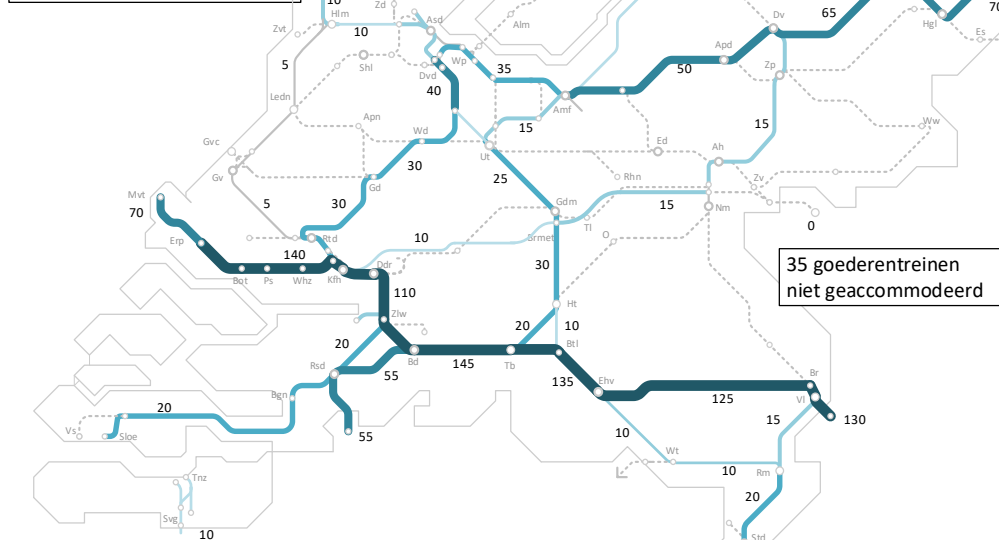 10
Zd
Asd
Dv
65
70
Hlm
10
Zvt
Alm
Hgl
Es
Wp
Apd
5
Shl
Dvd
35
50
Zp
40
Ledn
Amf
Apn
15
15
Ww
Wd
Gvc
Ut
Ed
Ah
30
Gv
25
Rhn
Zv
Gd
Mvt
70
30
5
Gdm
15
Nm
Tl
0
Erp
Rtd
10
Brmet
O
140
Ddr
30
35 goederentreinen
niet geaccommodeerd
Bot
Ps
Whz
Kfh
110
Ht
Zlw
20
10
20
Btl
Rsd
Bd
145
Tb
55
135
Ehv
Br
125
Vl
Bgn
20
15
130
Vs
Sloe
55
10
Wt
10
Rm
Tnz
20
Svg
10
Std